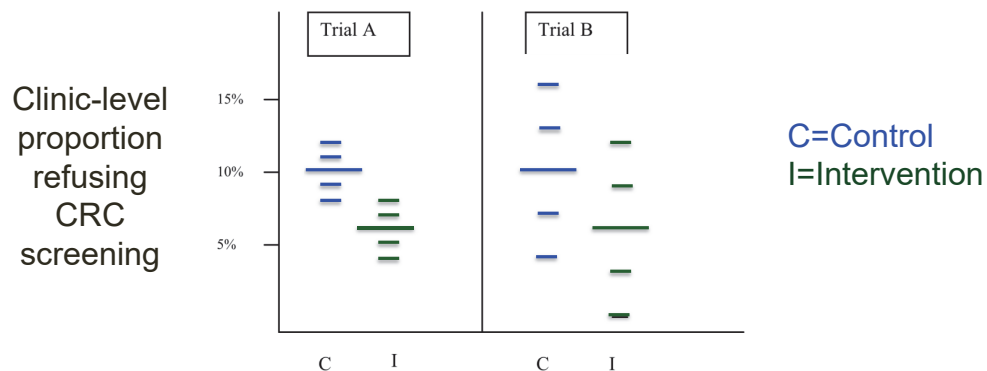 Trial A
Trial B
Clinic-level
proportion
refusing
CRC
screening
15%
10%
5%
C=Control
I=Intervention
C
I
C
I